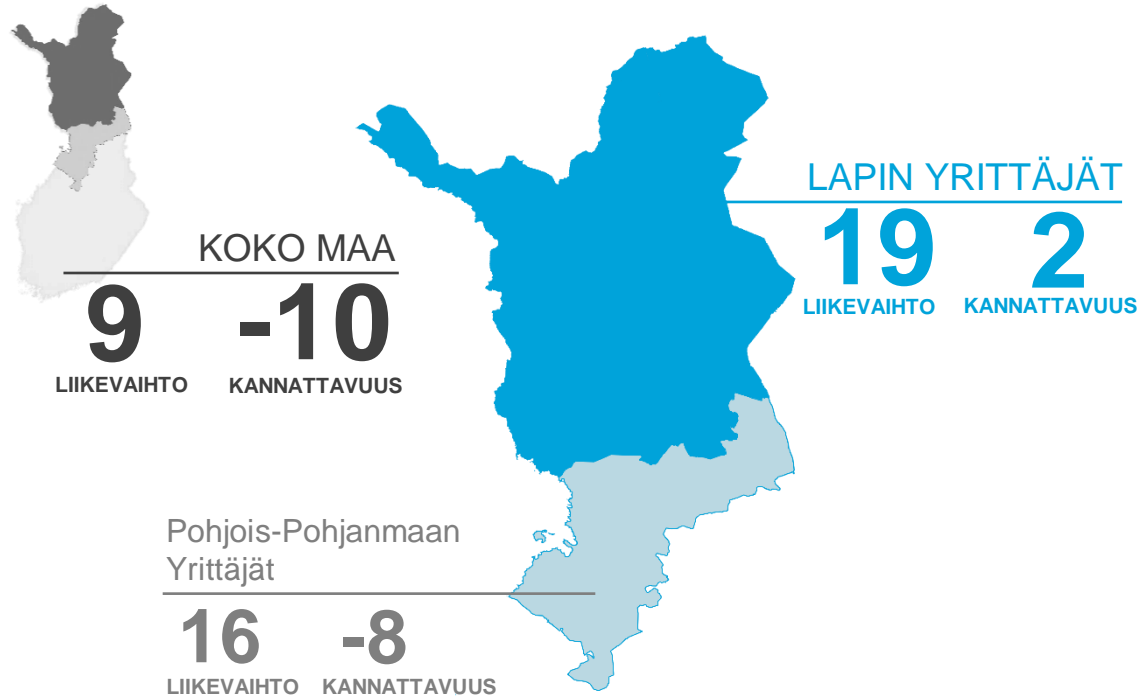 LAPIN YRITTÄJÄT
19 2
LIIKEVAIHTO KANNATTAVUUS
KOKO MAA
9 -10
LIIKEVAIHTO KANNATTAVUUS
Pohjois-Pohjanmaan
Yrittäjät
16 -8
LIIKEVAIHTO KANNATTAVUUS